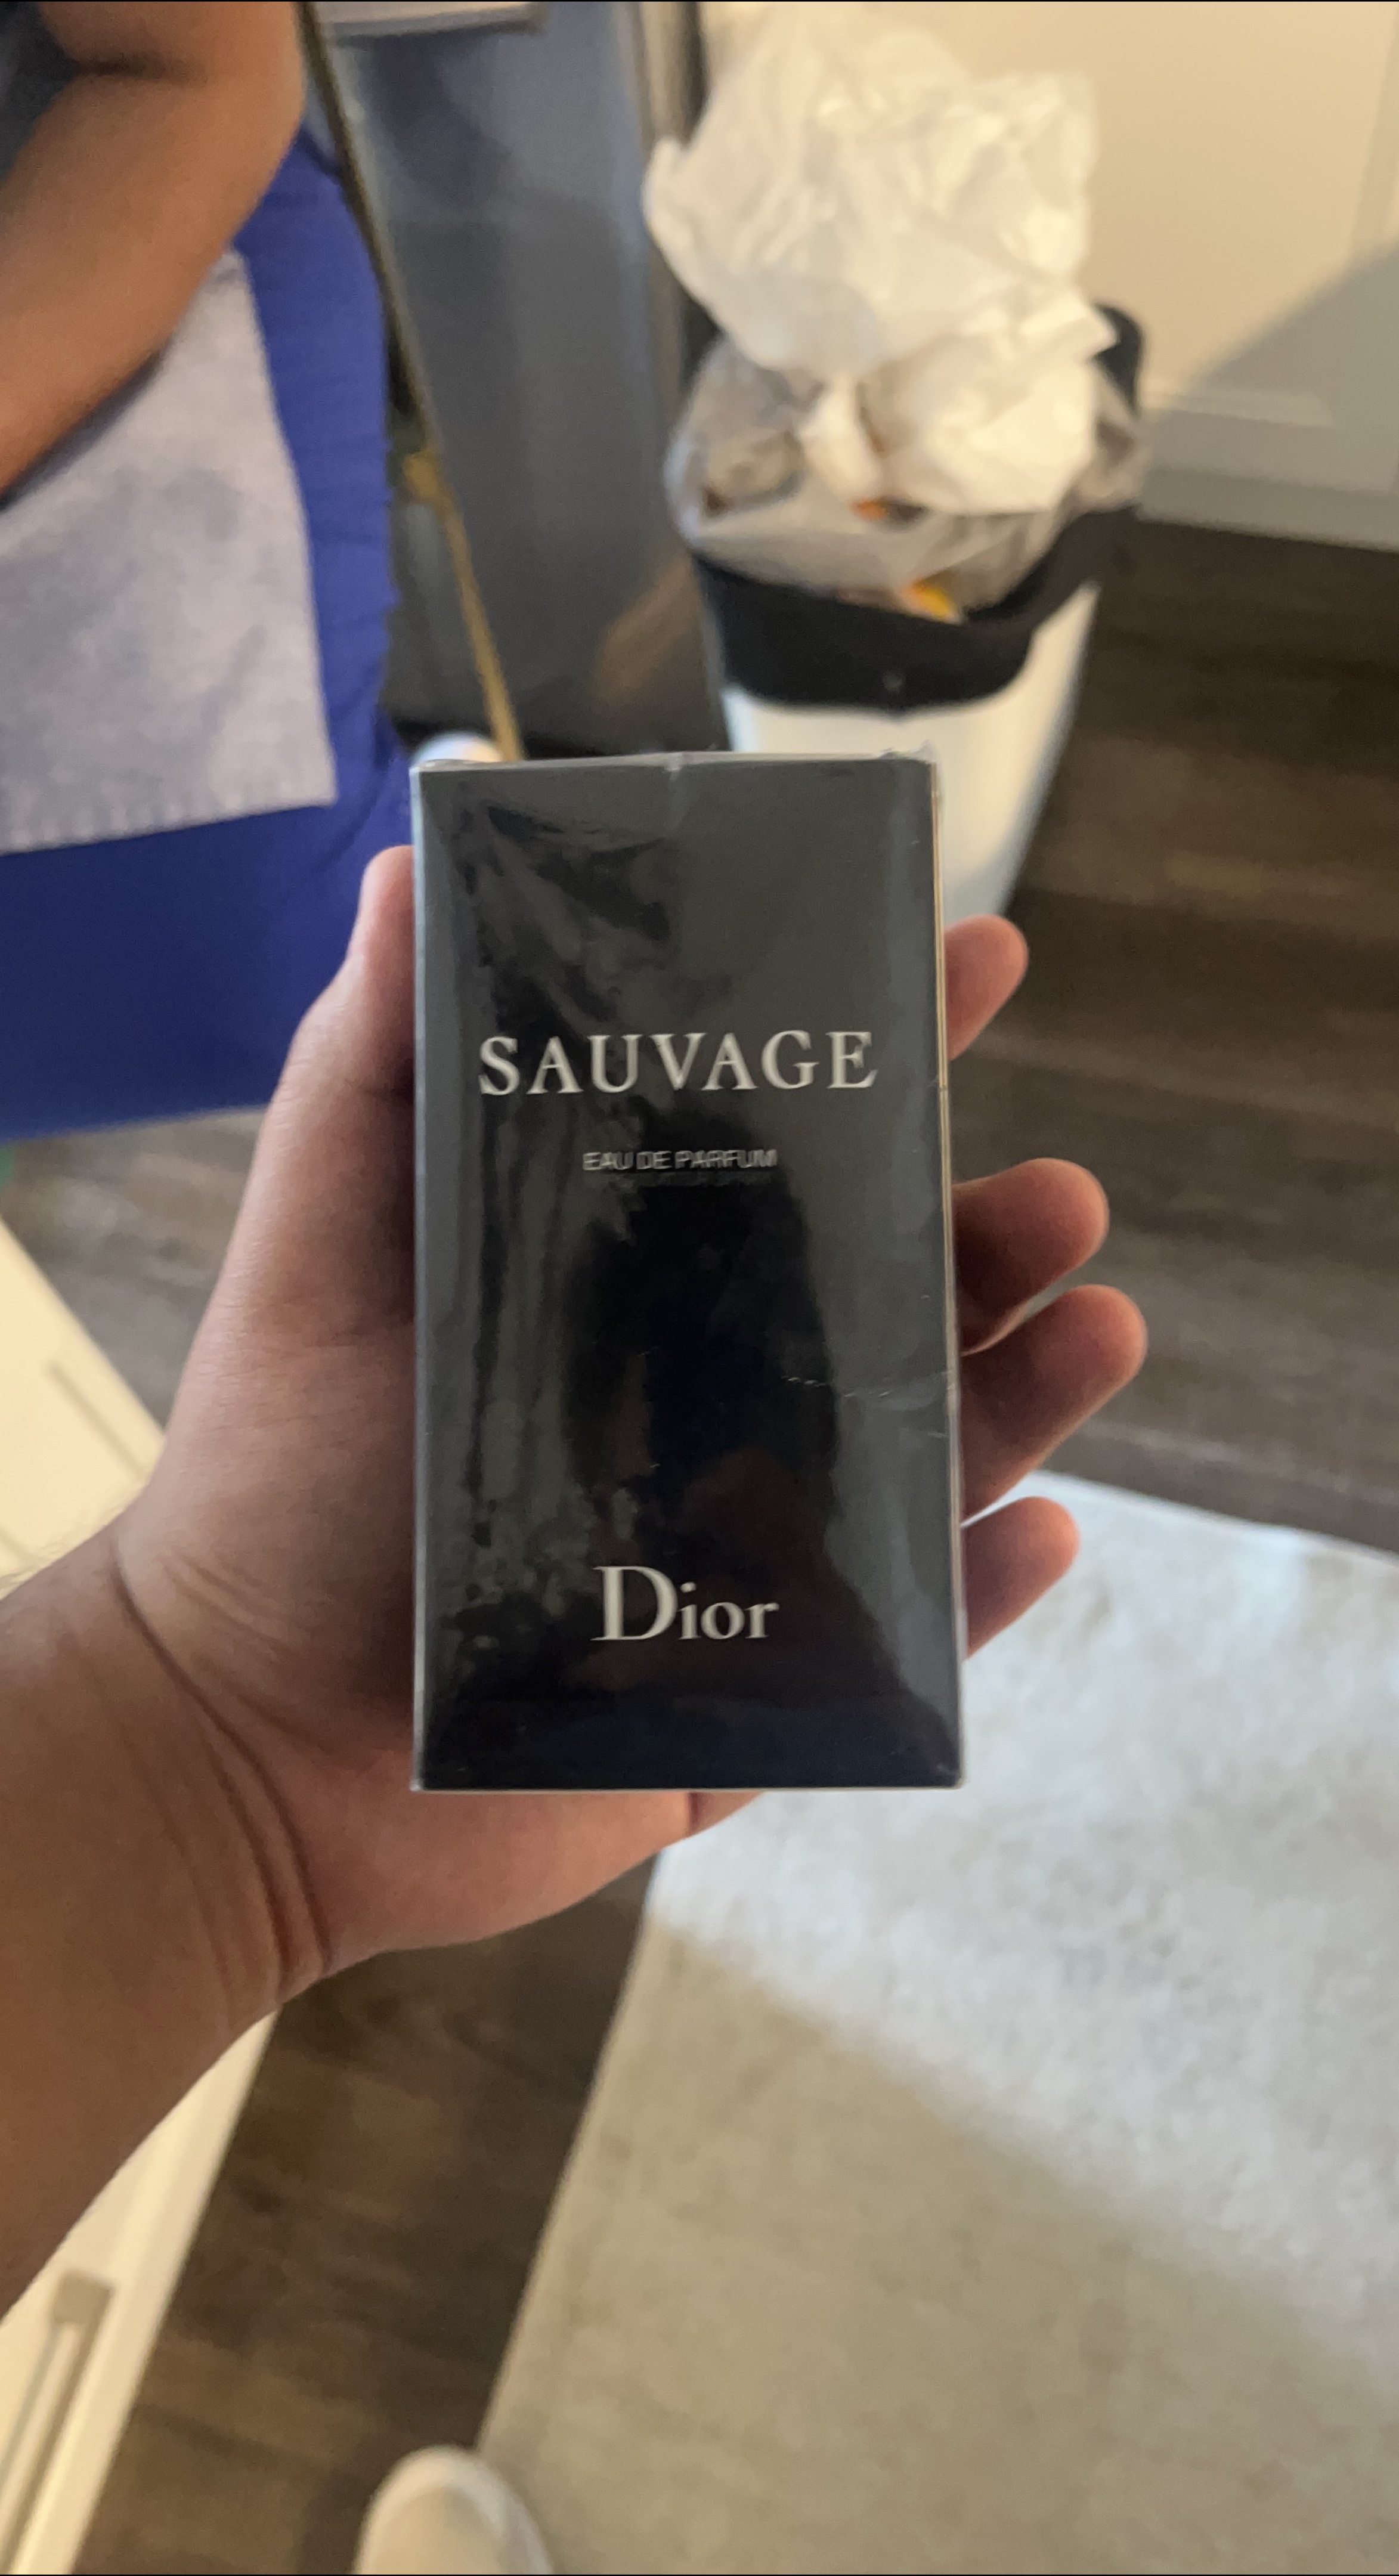 SAUVAGE
EAU DE PARFUM
Dior